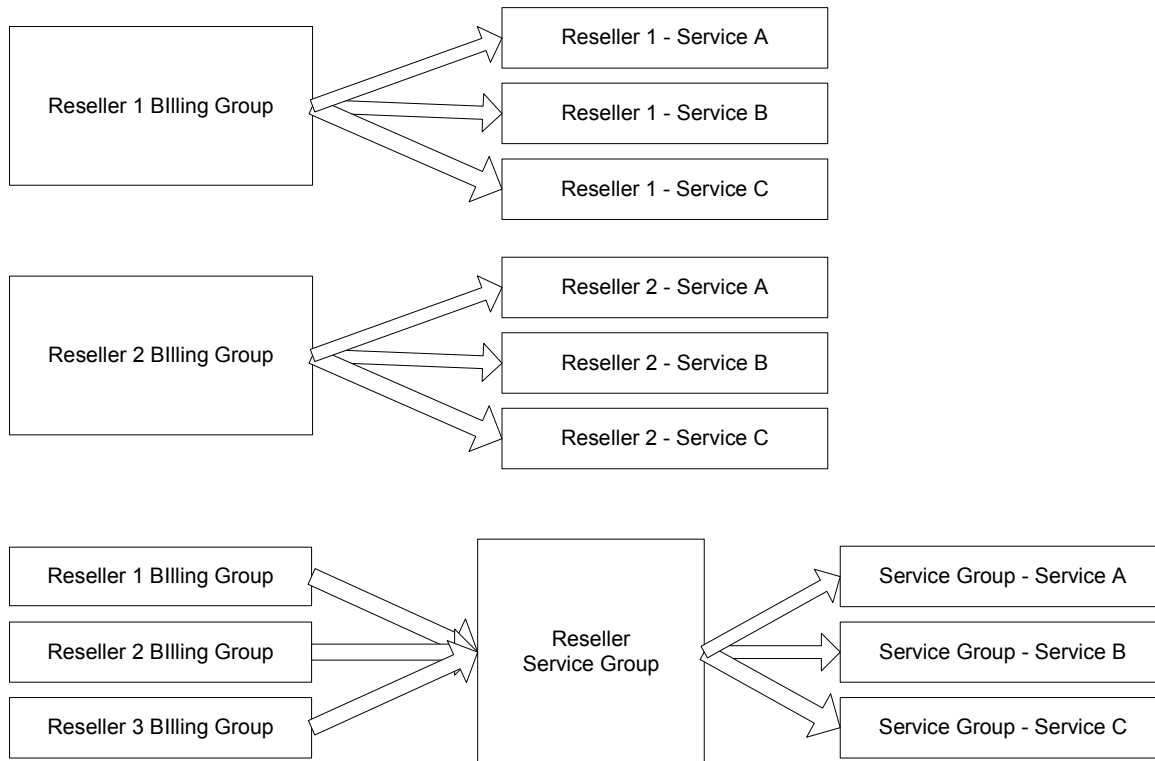 Reseller 1 BIlling Group
Reseller 1 - Service A
Reseller 1 - Service B
Reseller 1 - Service C
Reseller 2 BIlling Group
Reseller 2 - Service A
Reseller 2 - Service B
Reseller 2 - Service C
Reseller 1 BIlling Group
Reseller 2 BIlling Group
Reseller 3 BIlling Group
Reseller
Service Group
Service Group - Service A
Service Group - Service B
Service Group - Service C